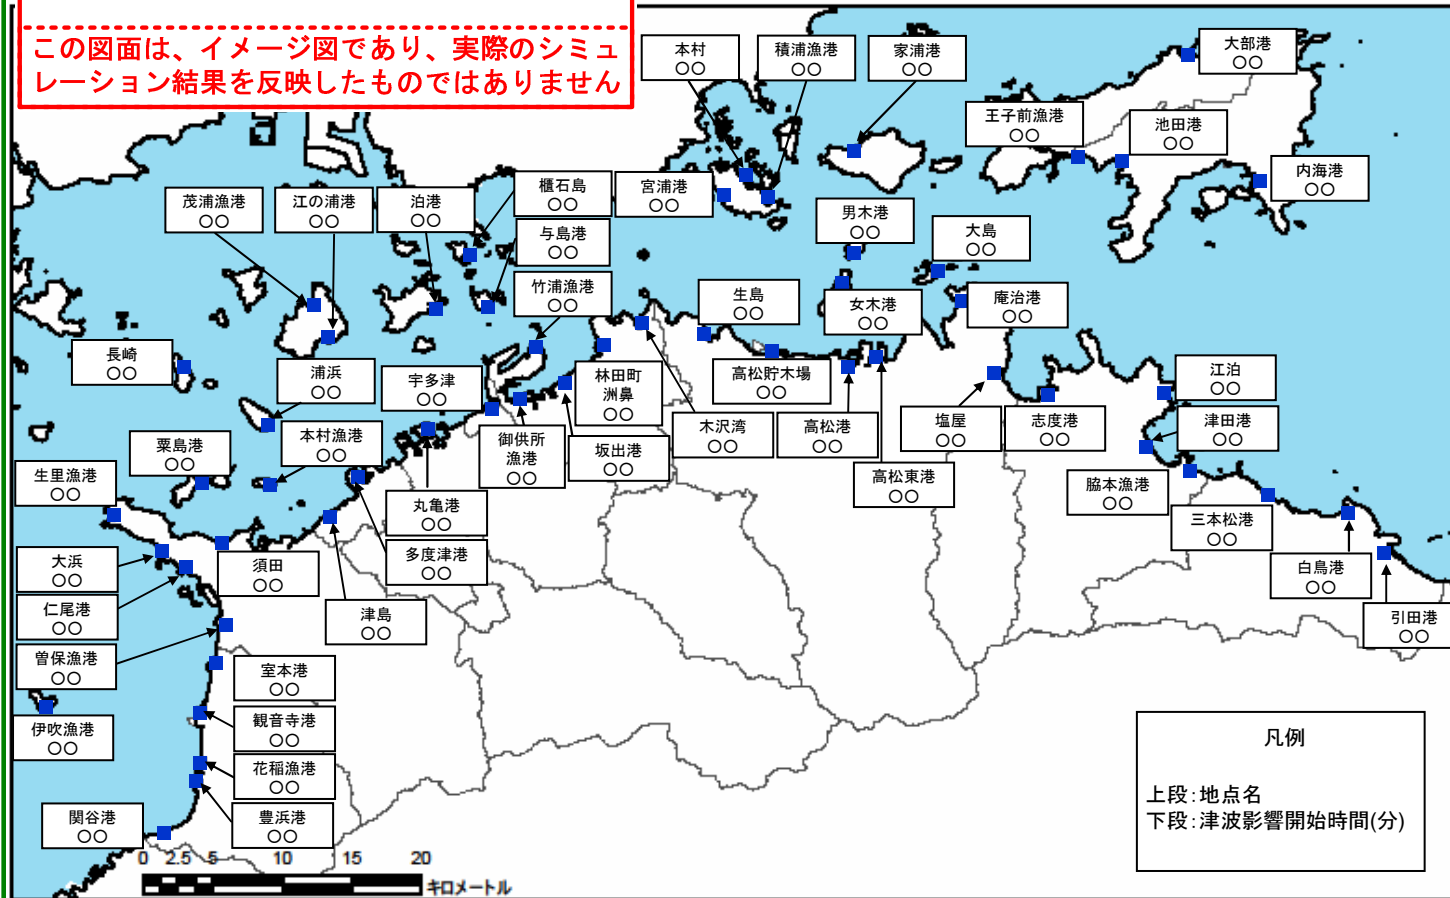 この図面は、イメージ図であり、実際のシミュ
レーション結果を反映したものではありません
本村
○○
積浦漁港
○○
家浦港
○○
大部港
○○
王子前漁港
○○
池田港
○○
内海港
○○
茂浦漁港
○○
江の浦港
○○
泊港
○○
櫃石島
○○
宮浦港
○○
与島港
○○
男木港
○○
大島
○○
竹浦漁港
○○
生島
○○
女木港
○○
庵治港
○○
長崎
○○
浦浜
○○
宇多津
○○
林田町
洲鼻
○○
高松貯木場
○○
江泊
○○
粟島港
○○
本村漁港
○○
御供所
漁港
○○
坂出港
○○
木沢湾
○○
高松港
○○
塩屋
○○
志度港
○○
津田港
○○
生里漁港
○○
丸亀港
○○
高松東港
○○
脇本漁港
○○
三本松港
○○
大浜
○○
須田
○○
多度津港
○○
白鳥港
○○
仁尾港
○○
津島
○○
引田港
○○
曽保漁港
○○
室本港
○○
伊吹漁港
○○
観音寺港
○○
花稲漁港
○○
関谷港
○○
豊浜港
○○
凡例
上段:地点名
下段:津波影響開始時間(分)
0 2.5 5 10 15 20
キロメートル